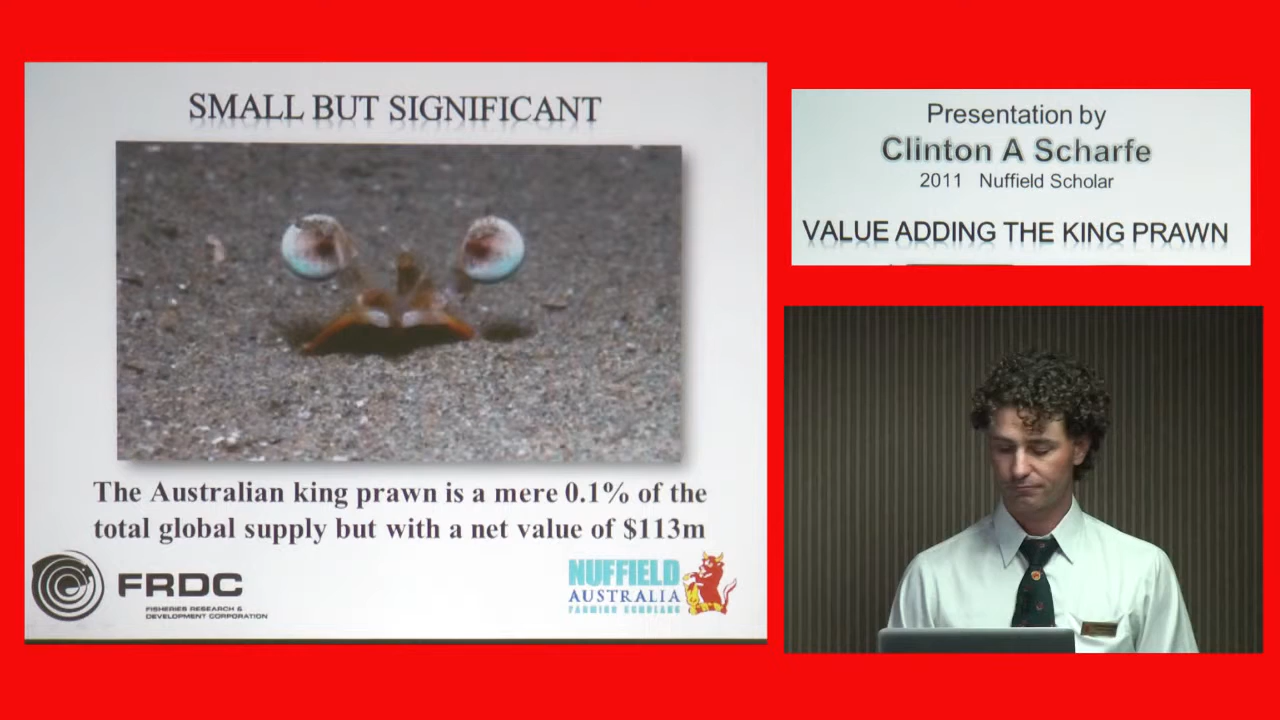 SMALL BUT SIGNIFICANT
The Australian king prawn is a mere 0.1% of the
total global supply but with a net value of $113m
FRDC
FISHERIES RESEARCH &
DEVELOPMENT CORPORATION
NUFFIELD
AUSTRALIA
FARMING SCHOLARS
Presentation by
Clinton A Scharfe
2011 Nuffield Scholar
VALUE ADDING THE KING PRAWN